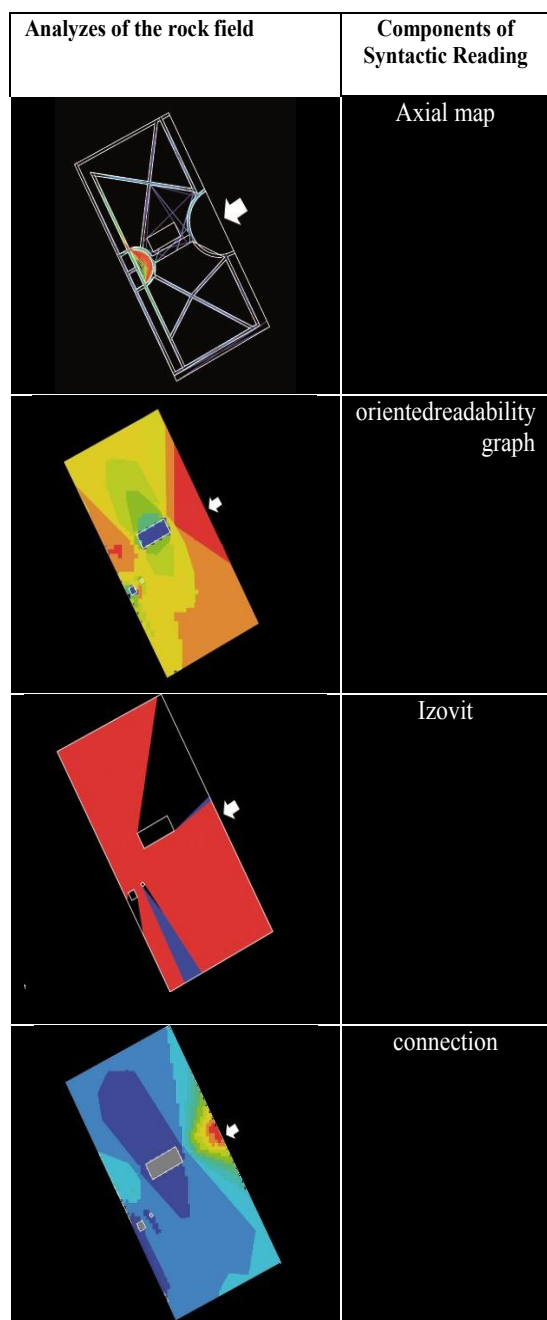 Analyzes of the rock field
Components of
Syntactic Reading
Axial map
orientedreadability
graph
Izovit
connection